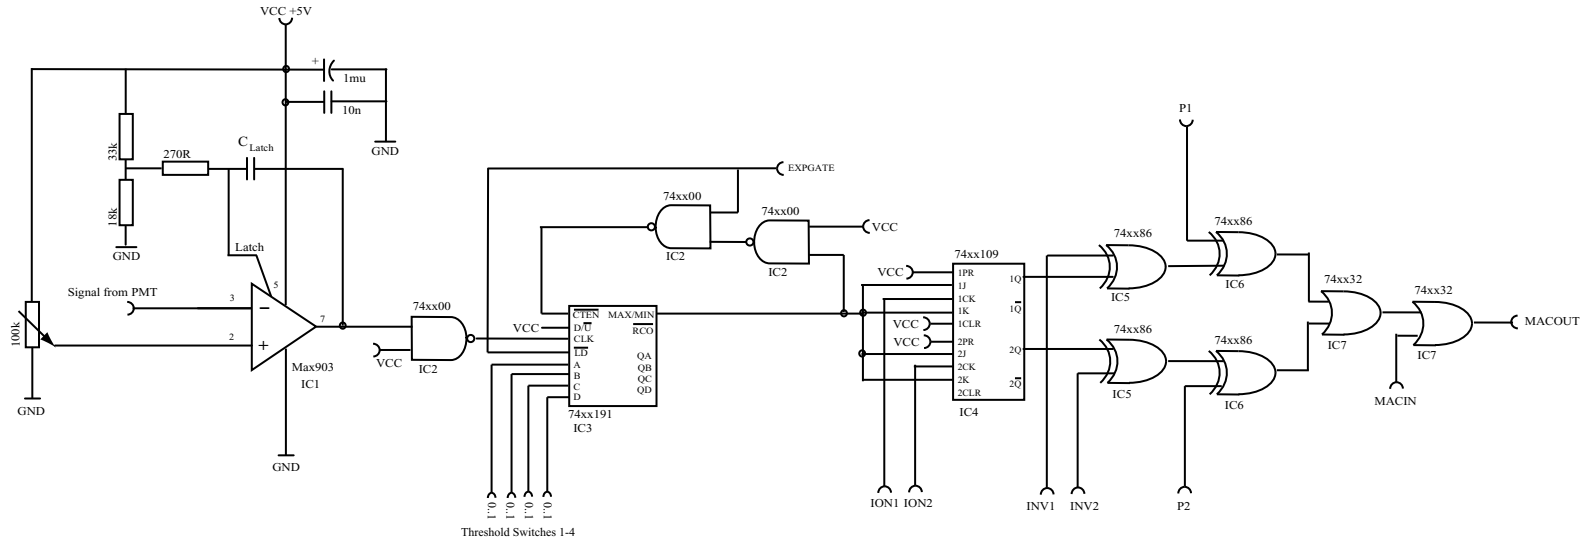 VCC +5V
+
1mu
10n
GND
33k
270R
C Latch
18k
GND
Latch
5
Signal from PMT
3
−
7
2
+
100k
Max903
IC1
GND
GND
74xx00
VCC
IC2
EXPGATE
74xx00
IC2
74xx00
IC2
VCC
CTEN
MAX/MIN
VCC
D/U
RCO
CLK
LD
A
QA
B
QB
C
QC
D
QD
74xx191
IC3
0..1
0..1
0..1
0..1
Threshold Switches 1-4
74xx109
VCC
1PR
1J
1Q
1CK
1K
1Q
VCC
1CLR
VCC
2PR
2J
2Q
2CK
2K
2Q
2CLR
IC4
ION1
ION2
74xx86
IC5
74xx86
IC5
INV1
INV2
P1
74xx86
IC6
74xx86
IC6
P2
74xx32
IC7
74xx32
IC7
MACIN
MACOUT